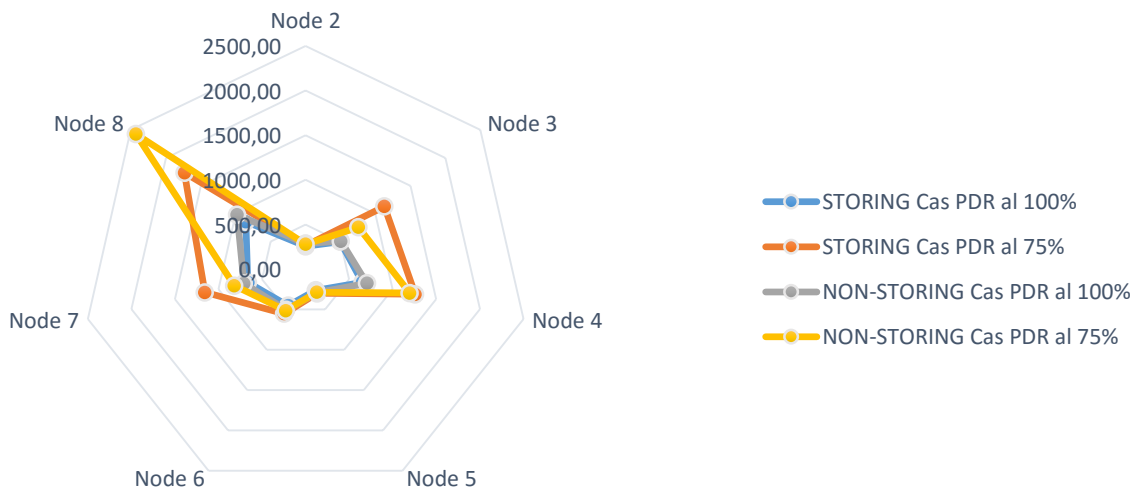 Node 2
2500,00
2000,00
1500,00
1000,00
500,00
0,00
Node 3
Node 4
Node 5
Node 6
Node 7
Node 8
STORING Cas PDR al 100%
STORING Cas PDR al 75%
NON-STORING Cas PDR al 100%
NON-STORING Cas PDR al 75%